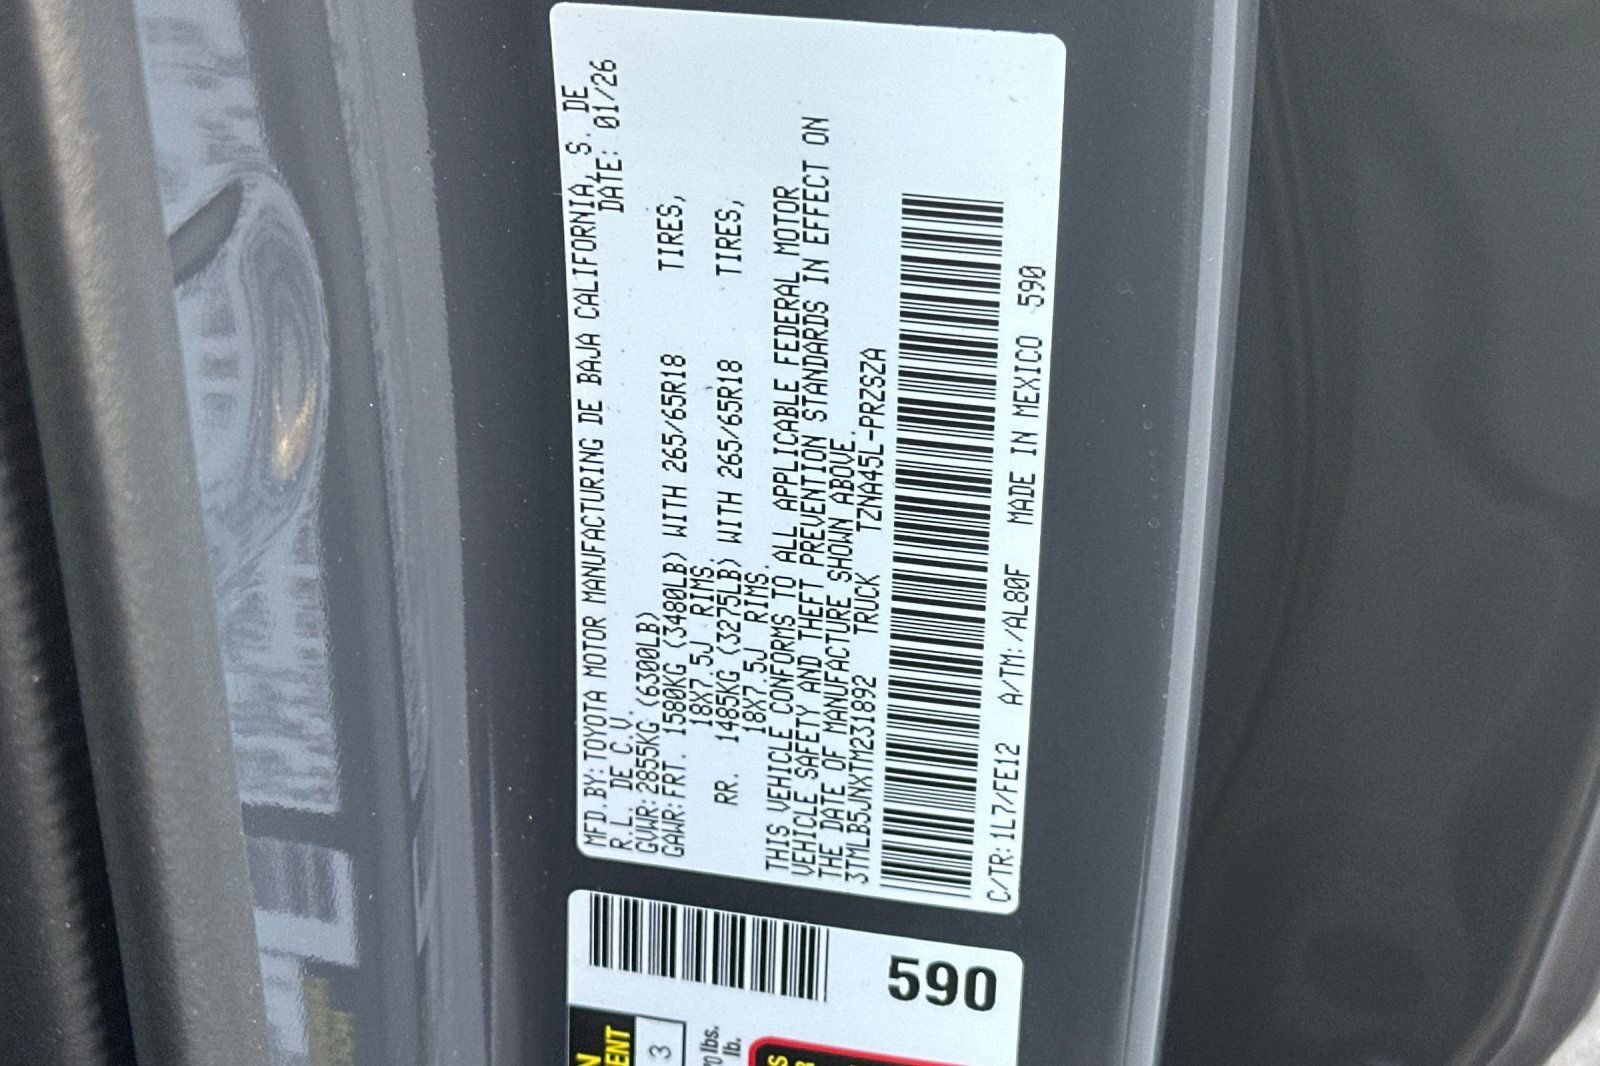 MFD.BY:TOYOTA MOTOR MANUFACTURING DE BAJA CALIFORNIA, S. DE
R.L. DE C.V. DATE: 01/26
GVWR:2855KG (6300LB)
GAWR:FRT. 1580KG (3480LB) WITH 265/65R18 TIRES,
18X7.5J RIMS.
RR. 1485KG (3275LB) WITH 265/65R18 TIRES,
18X7.5J RIMS.
THIS VEHICLE CONFORMS TO ALL APPLICABLE FEDERAL MOTOR
VEHICLE SAFETY AND THEFT PREVENTION STANDARDS IN EFFECT ON
THE DATE OF MANUFACTURE SHOWN ABOVE.
3TMLB5JNXTM231892 TRUCK TZNA45L-PRZSZA
C/TR:1L7/FE12 A/TM:/AL80F MADE IN MEXICO 590
590
3
lbs.
lb.